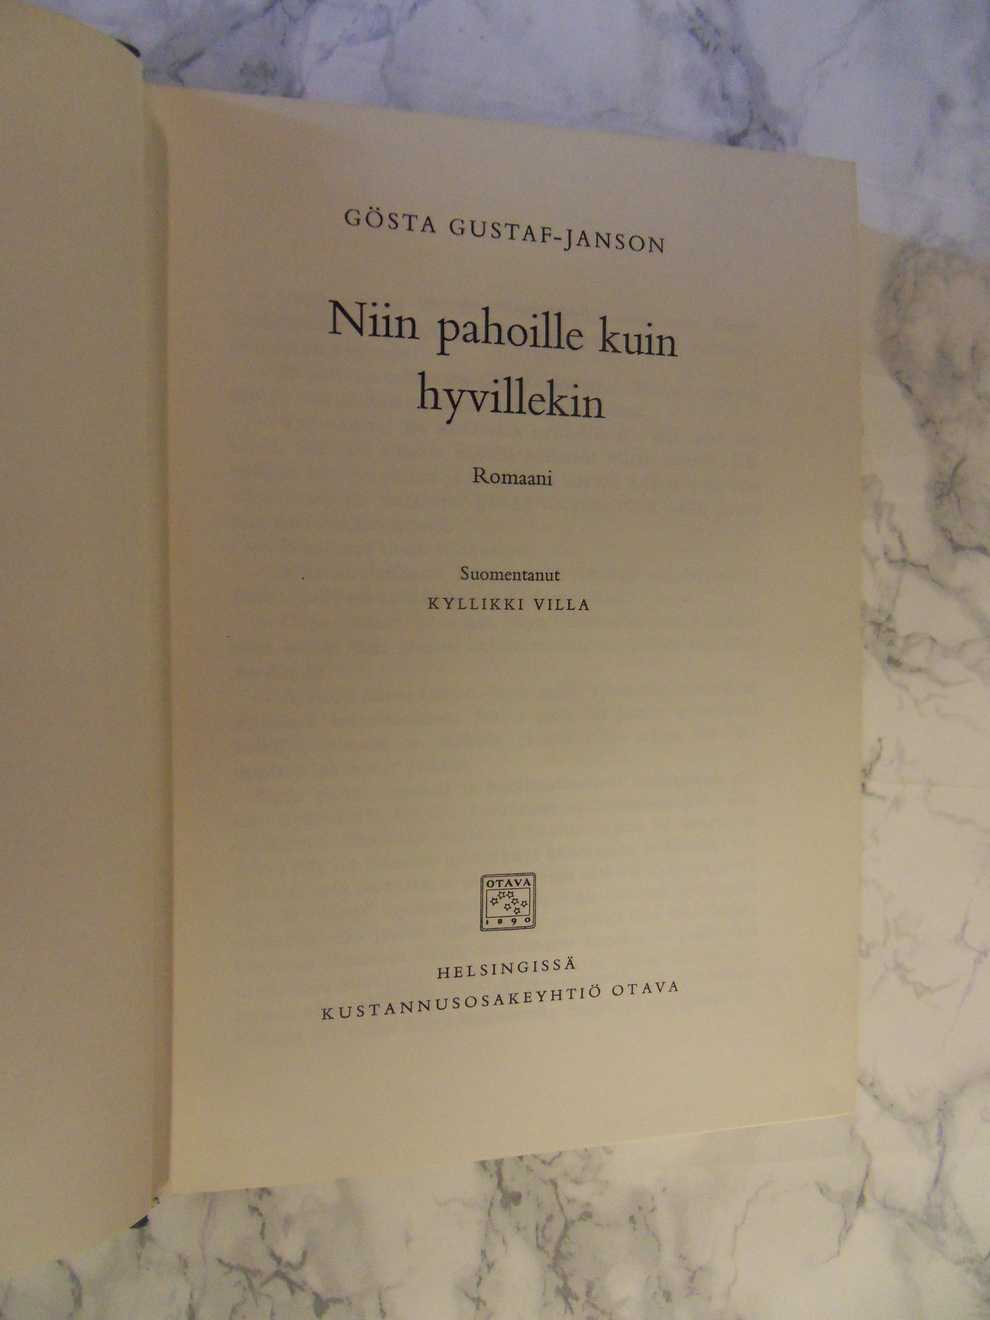 GÖSTA GUSTAF-JANSON
Niin pahoille kuin
hyvillekin
Romaani
Suomentanut
KYLLIKKI VILLA
OTAVA
1890
HELSINGISSÄ
KUSTANNUSOSAKEYHTIÖ OTAVA